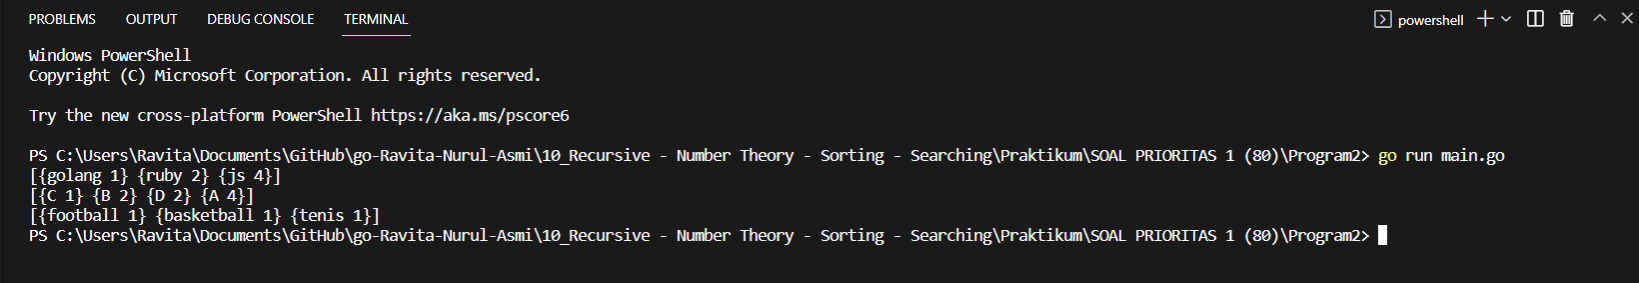 PROBLEMS OUTPUT DEBUG CONSOLE TERMINAL powershell
Windows PowerShell
Copyright (C) Microsoft Corporation. All rights reserved.
Try the new cross-platform PowerShell https://aka.ms/pscore6
PS C:\Users\Ravita\Documents\GitHub\go-Ravita-Nurul-Asmi\10_Recursive - Number Theory - Sorting - Searching\Praktikum\SOAL PRIORITAS 1 (80)\Program2> go run main.go
[{golang 1} {ruby 2} {js 4}]
[{C 1} {B 2} {D 2} {A 4}]
[{football 1} {basketball 1} {tenis 1}]
PS C:\Users\Ravita\Documents\GitHub\go-Ravita-Nurul-Asmi\10_Recursive - Number Theory - Sorting - Searching\Praktikum\SOAL PRIORITAS 1 (80)\Program2>